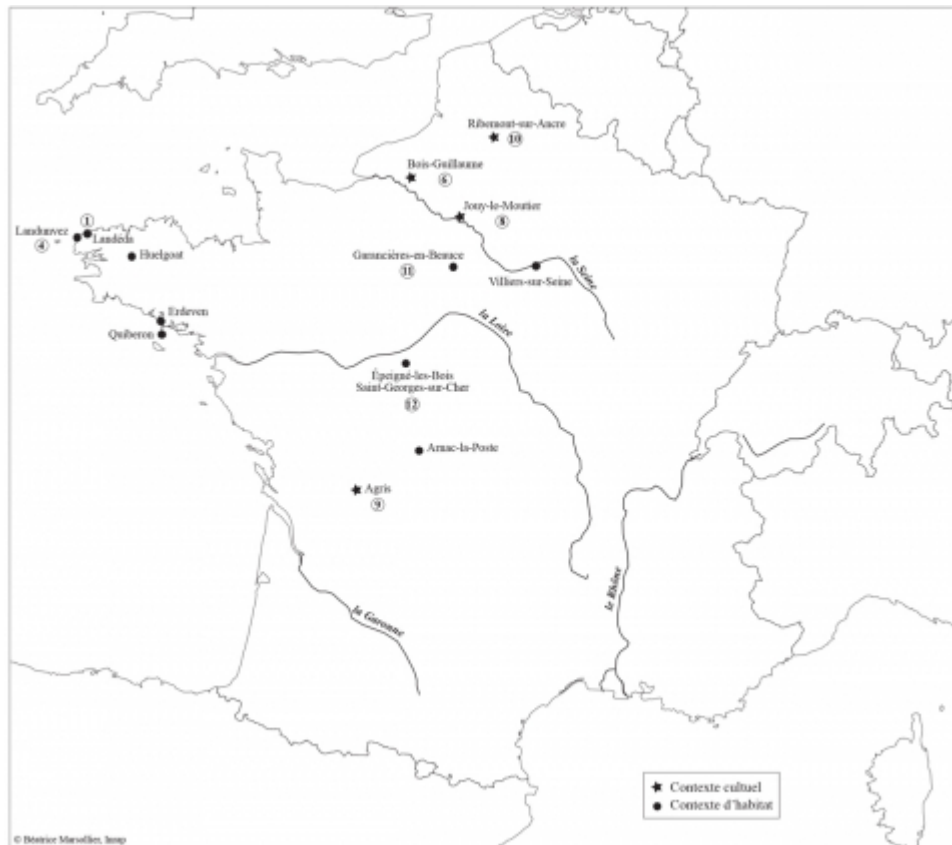 Ribemont-sur-Ancre
10
Bois-Guillaume
6
Jouy-le-Moutier
8
1
Landunvez
4
Landéda
Huelgoat
Garancières-en-Beauce
11
Villiers-sur-Seine
la Seine
Erdeven
Quiberon
la Loire
Épeigné-les-Bois
Saint-Georges-sur-Cher
12
Arnac-la-Poste
Agris
9
la Garonne
le Rhône
Contexte cultuel
Contexte d'habitat
© Béatrice Marsollier, Inrap